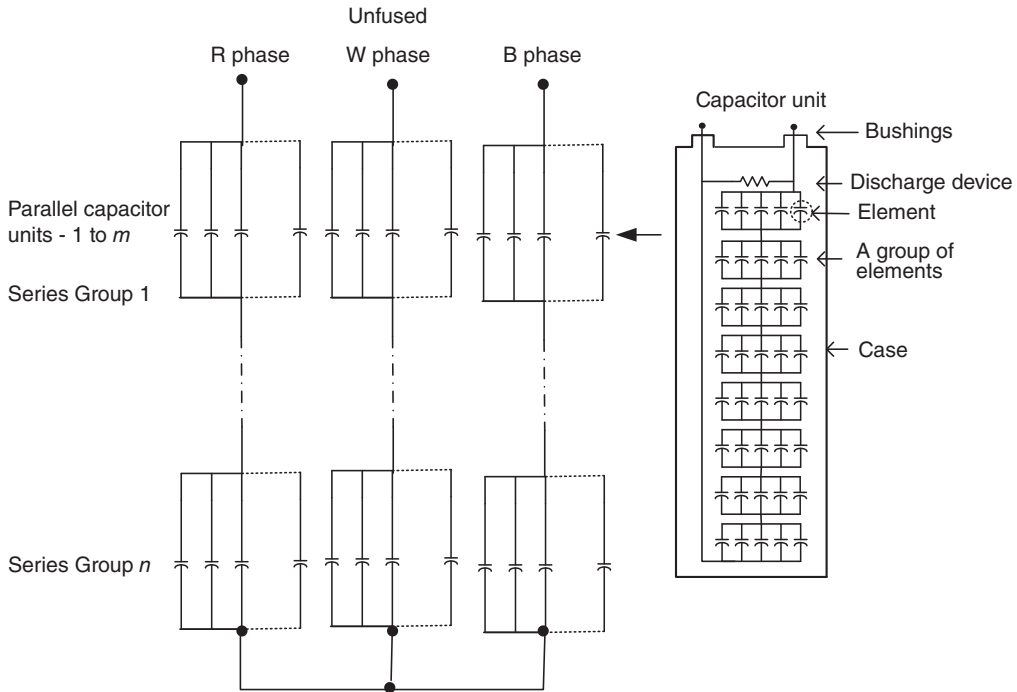 Unfused
R phase
W phase
B phase
Capacitor unit
Bushings
Discharge device
Element
A group of
elements
Case
Parallel capacitor
units - 1 to m
Series Group 1
Series Group n